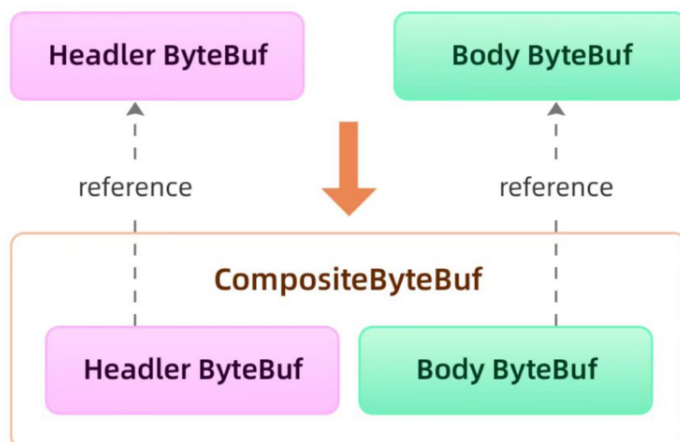 Headler ByteBuf
Body ByteBuf
reference
reference
CompositeByteBuf
Headler ByteBuf
Body ByteBuf